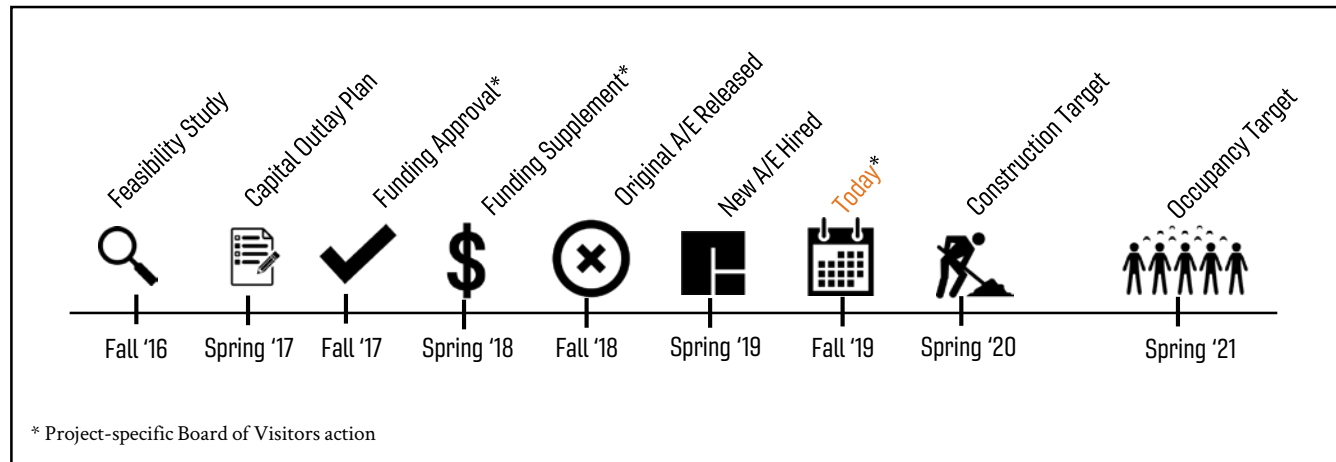 Feasibility Study
Capital Outlay Plan
Funding Approval*
Funding Supplement*
Original A/E Released
New A/E Hired
Today*
Construction Target
Occupancy Target
$
Fall ‘16
Spring ‘17
Fall ‘17
Spring ‘18
Fall ‘18
Spring ‘19
Fall ‘19
Spring ‘20
Spring ‘21
* Project-specific Board of Visitors action